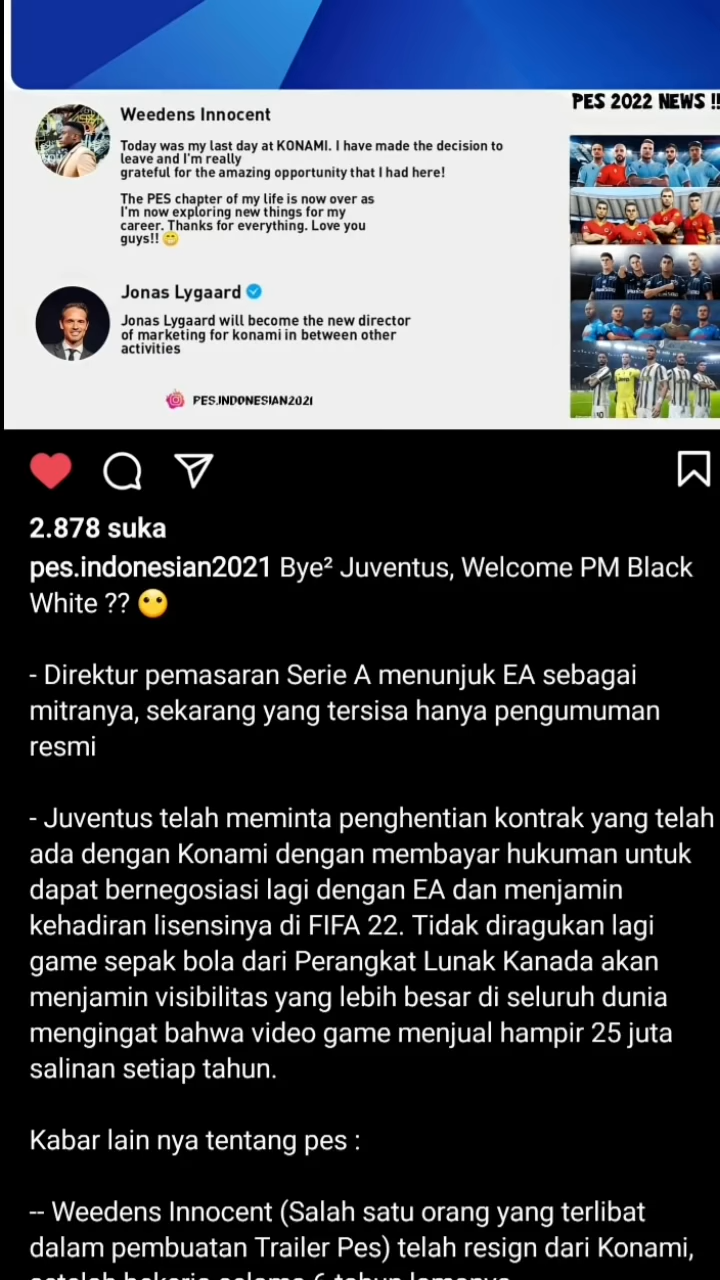 Weedens Innocent
Today was my last day at KONAMI. I have made the decision to
leave and I'm really
grateful for the amazing opportunity that I had here!
The PES chapter of my life is now over as
I'm now exploring new things for my
career. Thanks for everything. Love you
guys!! 😁
Jonas Lygaard
Jonas Lygaard will become the new director
of marketing for konami in between other
activities
PES.INDONESIAN2021
PES 2022 NEWS !!
2.878 suka
pes.indonesian2021 Bye² Juventus, Welcome PM Black
White ?? 😶
- Direktur pemasaran Serie A menunjuk EA sebagai
mitranya, sekarang yang tersisa hanya pengumuman
resmi
- Juventus telah meminta penghentian kontrak yang telah
ada dengan Konami dengan membayar hukuman untuk
dapat bernegosiasi lagi dengan EA dan menjamin
kehadiran lisensinya di FIFA 22. Tidak diragukan lagi
game sepak bola dari Perangkat Lunak Kanada akan
menjamin visibilitas yang lebih besar di seluruh dunia
mengingat bahwa video game menjual hampir 25 juta
salinan setiap tahun.
Kabar lain nya tentang pes :
-- Weedens Innocent (Salah satu orang yang terlibat
dalam pembuatan Trailer Pes) telah resign dari Konami,
setelah bekerja selama 6 tahun lamanya